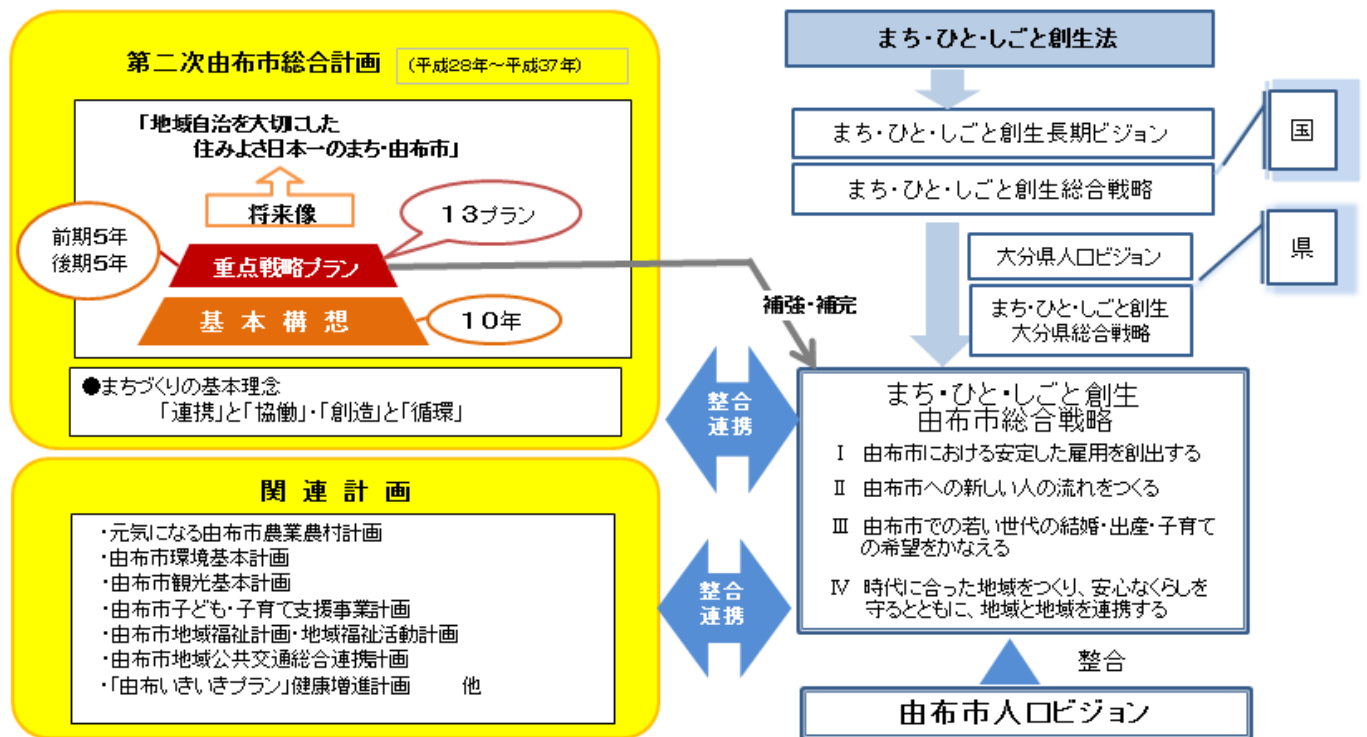 第二次由布市総合計画 (平成28年~平成37年)
「地域自治を大切にした
住みよさ日本一のまち・由布市」
将来像
13プラン
前期5年
後期5年
重点戦略プラン
基本構想
10年
●まちづくりの基本理念
「連携」と「協働」・「創造」と「循環」
関連計画
・元気になる由布市農業農村計画
・由布市環境基本計画
・由布市観光基本計画
・由布市子ども・子育て支援事業計画
・由布市地域福祉計画・地域福祉活動計画
・由布市地域公共交通総合連携計画
・「由布いきいきプラン」健康増進計画 他
補強・補完
整合
連携
整合
連携
まち・ひと・しごと創生法
まち・ひと・しごと創生長期ビジョン
まち・ひと・しごと創生総合戦略
国
大分県人口ビジョン
まち・ひと・しごと創生
大分県総合戦略
県
まち・ひと・しごと創生
由布市総合戦略
Ⅰ 由布市における安定した雇用を創出する
Ⅱ 由布市への新しい人の流れをつくる
Ⅲ 由布市での若い世代の結婚・出産・子育て
の希望をかなえる
Ⅳ 時代に合った地域をつくり、安心なくらしを
守るとともに、地域と地域を連携する
整合
由布市人口ビジョン